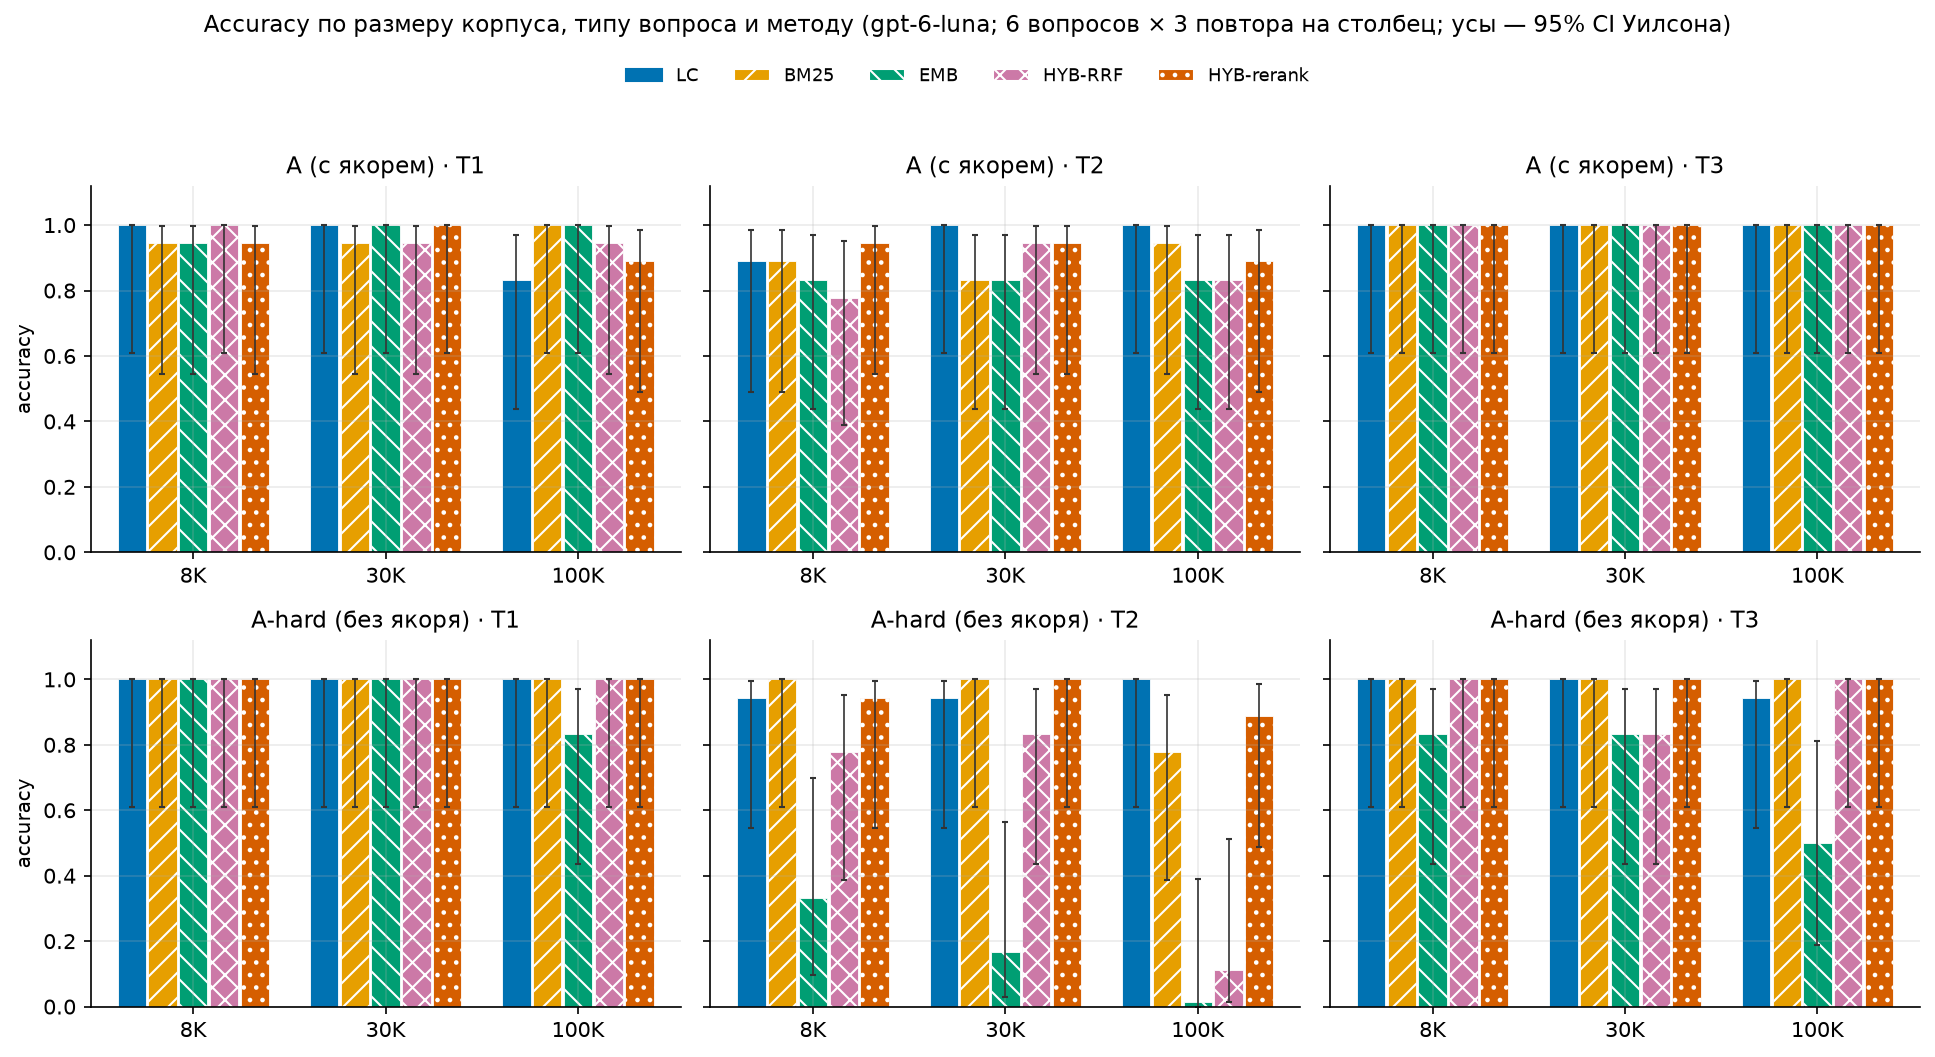 Accuracy по размеру корпуса, типу вопроса и методу (gpt-6-luna; 6 вопросов × 3 повтора на столбец; усы — 95% CI Уилсона)
LC BM25 EMB HYB-RRF HYB-rerank
A (с якорем) · T1
A (с якорем) · T2
A (с якорем) · T3
accuracy
1.0
0.8
0.6
0.4
0.2
0.0
8K 30K 100K
8K 30K 100K
8K 30K 100K
A-hard (без якоря) · T1
A-hard (без якоря) · T2
A-hard (без якоря) · T3
accuracy
1.0
0.8
0.6
0.4
0.2
0.0
8K 30K 100K
8K 30K 100K
8K 30K 100K